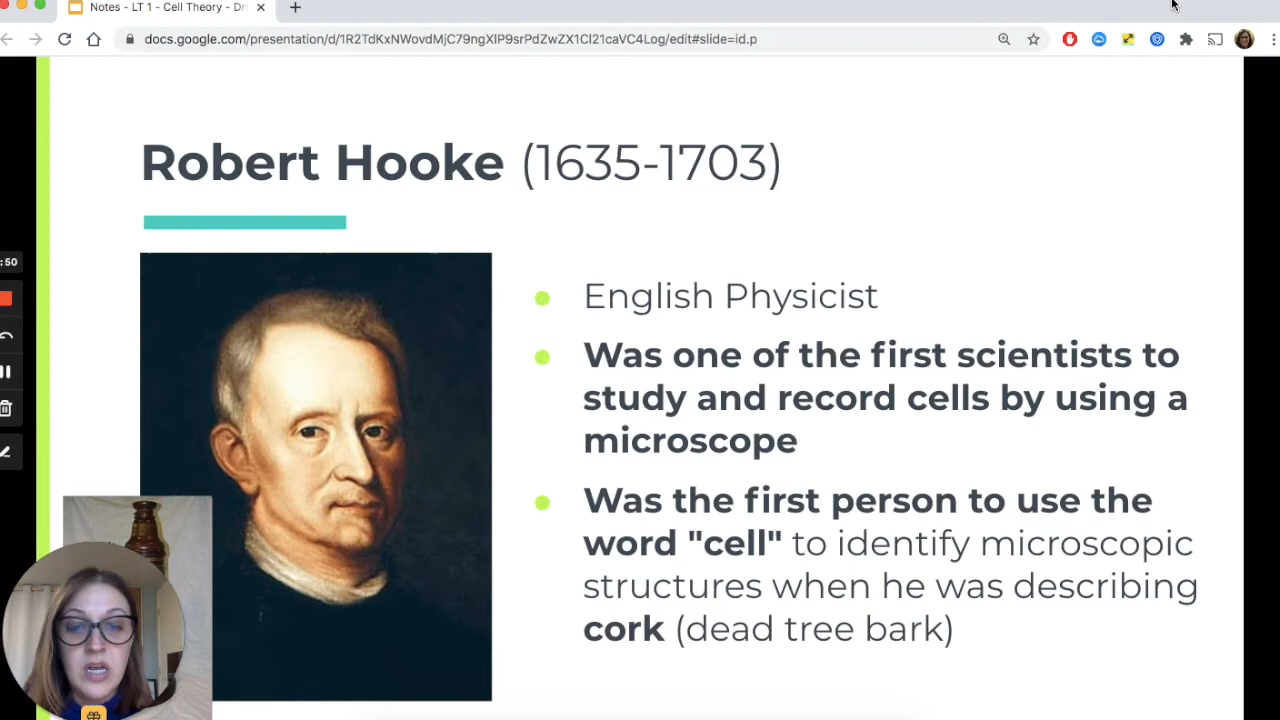 Notes - LT 1 - Cell Theory - Dri
docs.google.com/presentation/d/1R2TdKxNWovdMjC79ngXlP9srPdZwZX1Cl21caVC4Log/edit#slide=id.p
Robert Hooke (1635-1703)
:50
English Physicist
Was one of the first scientists to
study and record cells by using a
microscope
Was the first person to use the
word "cell" to identify microscopic
structures when he was describing
cork (dead tree bark)